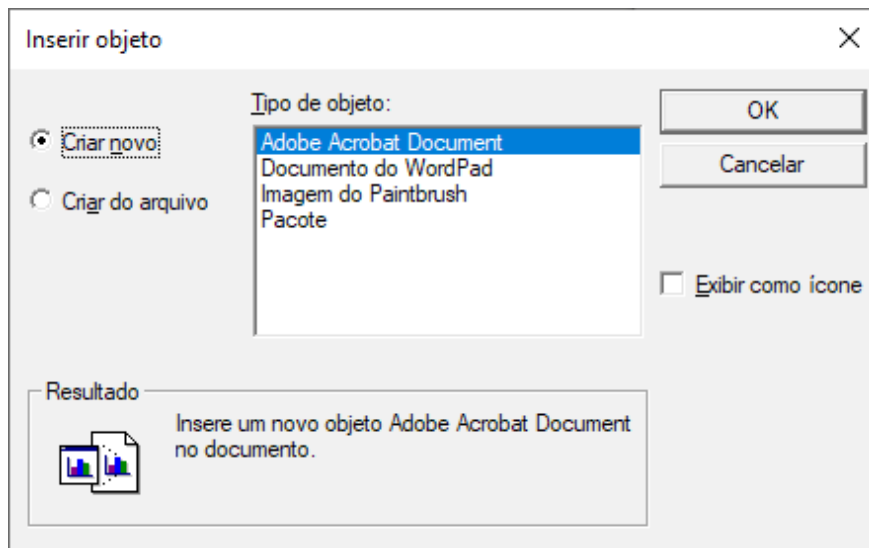 Inserir objeto
Criar novo
Criar do arquivo
Tipo de objeto:
Adobe Acrobat Document
Documento do WordPad
Imagem do Paintbrush
Pacote
OK
Cancelar
Exibir como ícone
Resultado
Insere um novo objeto Adobe Acrobat Document
no documento.